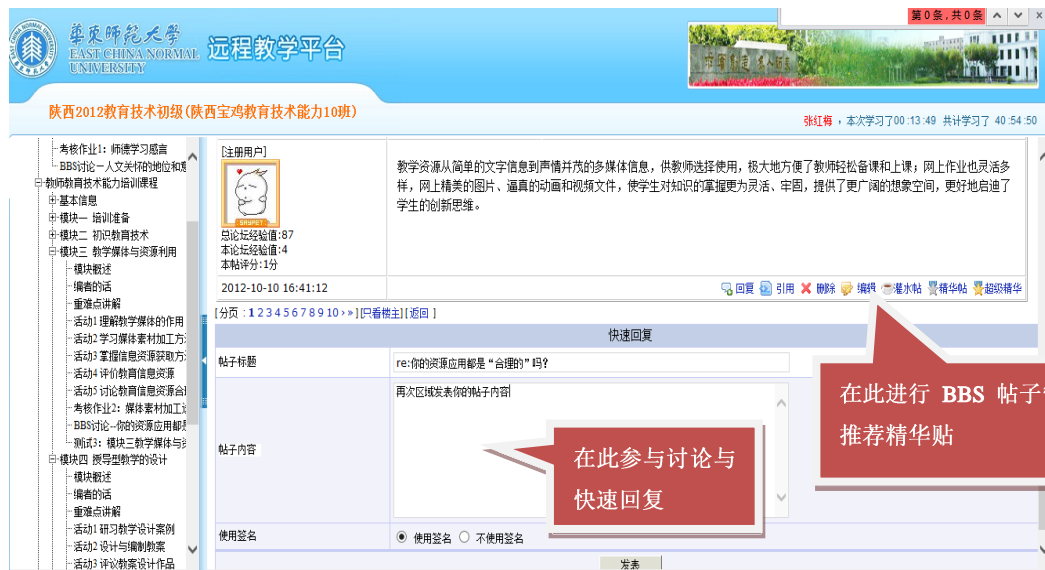 第0条,共0条
華東師範大學
EAST CHINA NORMAL
UNIVERSITY
远程教学平台
陕西2012教育技术初级(陕西宝鸡教育技术能力10班)
张红梅，本次学习了00:13:49 共计学习了 40:54:50
考核作业1: 师德学习感言
BBS讨论－人文关怀的地位和意
教师教育技术能力培训课程
基本信息
模块一 培训准备
模块二 初识教育技术
模块三 教学媒体与资源利用
模块概述
编者的话
重难点讲解
活动1 理解教学媒体的作用
活动2 学习媒体素材加工方
活动3 掌握信息资源获取方
活动4 评价教育信息资源
活动5 讨论教育信息资源合
考核作业2: 媒体素材加工
BBS讨论--你的资源应用都是
测试3: 模块三教学媒体与资
模块四 授导型教学的设计
模块概述
编者的话
重难点讲解
活动1 研习教学设计案例
活动2 设计与编制教案
活动3 评议教案设计作品
[注册用户]
总论坛经验值:87
本论坛经验值:4
本帖评分:1分
教学资源从简单的文字信息到声情并茂的多媒体信息，供教师选择使用，极大地方便了教师轻松备课和上课；网上作业也灵活多
样，网上精美的图片、逼真的动画和视频文件，使学生对知识的掌握更为灵活、牢固，提供了更广阔的想象空间，更好地启迪了
学生的创新思维。
2012-10-10 16:41:12
回复 引用 删除 编辑 灌水帖 精华帖 超级精华
[分页 :1 2 3 4 5 6 7 8 9 10 › » ][只看楼主][返回 ]
快速回复
帖子标题
re:你的资源应用都是“合理的”吗?
帖子内容
再次区域发表你的帖子内容
在此参与讨论与
快速回复
在此进行 BBS 帖子
推荐精华贴
使用签名
使用签名 不使用签名
发表